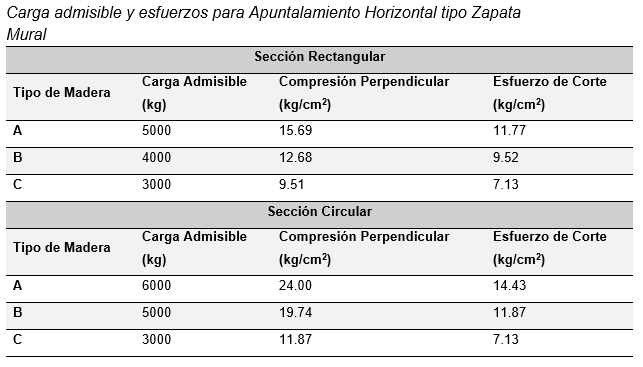 Carga admisible y esfuerzos para Apuntalamiento Horizontal tipo Zapata
Mural
Sección Rectangular
Tipo de Madera Carga Admisible (kg) Compresión Perpendicular (kg/cm²) Esfuerzo de Corte (kg/cm²)
A 5000 15.69 11.77
B 4000 12.68 9.52
C 3000 9.51 7.13
Sección Circular
Tipo de Madera Carga Admisible (kg) Compresión Perpendicular (kg/cm²) Esfuerzo de Corte (kg/cm²)
A 6000 24.00 14.43
B 5000 19.74 11.87
C 3000 11.87 7.13